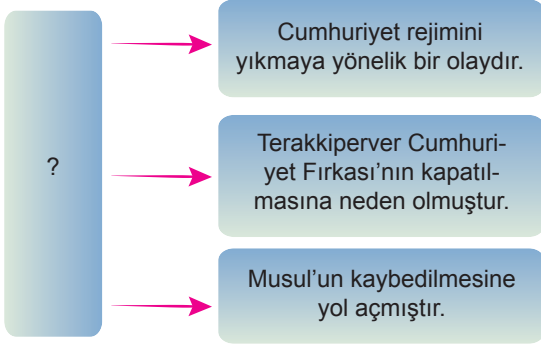 ?
Cumhuriyet rejimini
yıkmaya yönelik bir olaydır.
Terakkiperver Cumhuri-
yet Fırkası'nın kapatıl-
masına neden olmuştur.
Musul'un kaybedilmesine
yol açmıştır.